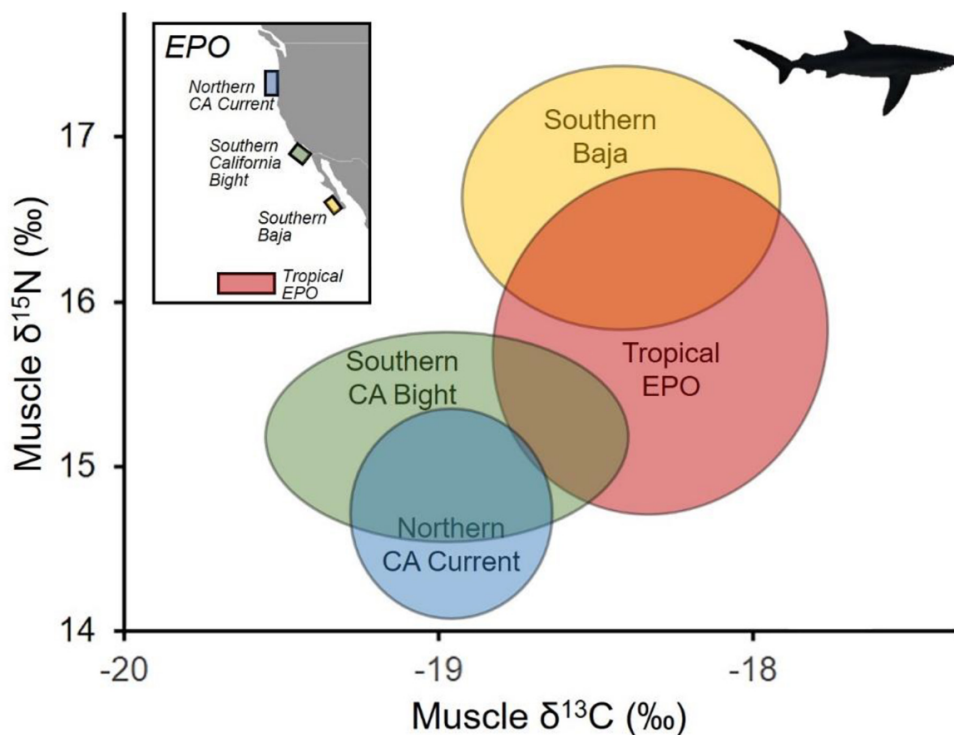 EPO
Northern
CA Current
Southern
California
Bight
Southern
Baja
Tropical
EPO
Southern
Baja
Tropical
EPO
Southern
CA Bight
Northern
CA Current
Muscle δ¹⁵N (‰)
17
16
15
14
-20
-19
-18
Muscle δ¹³C (‰)